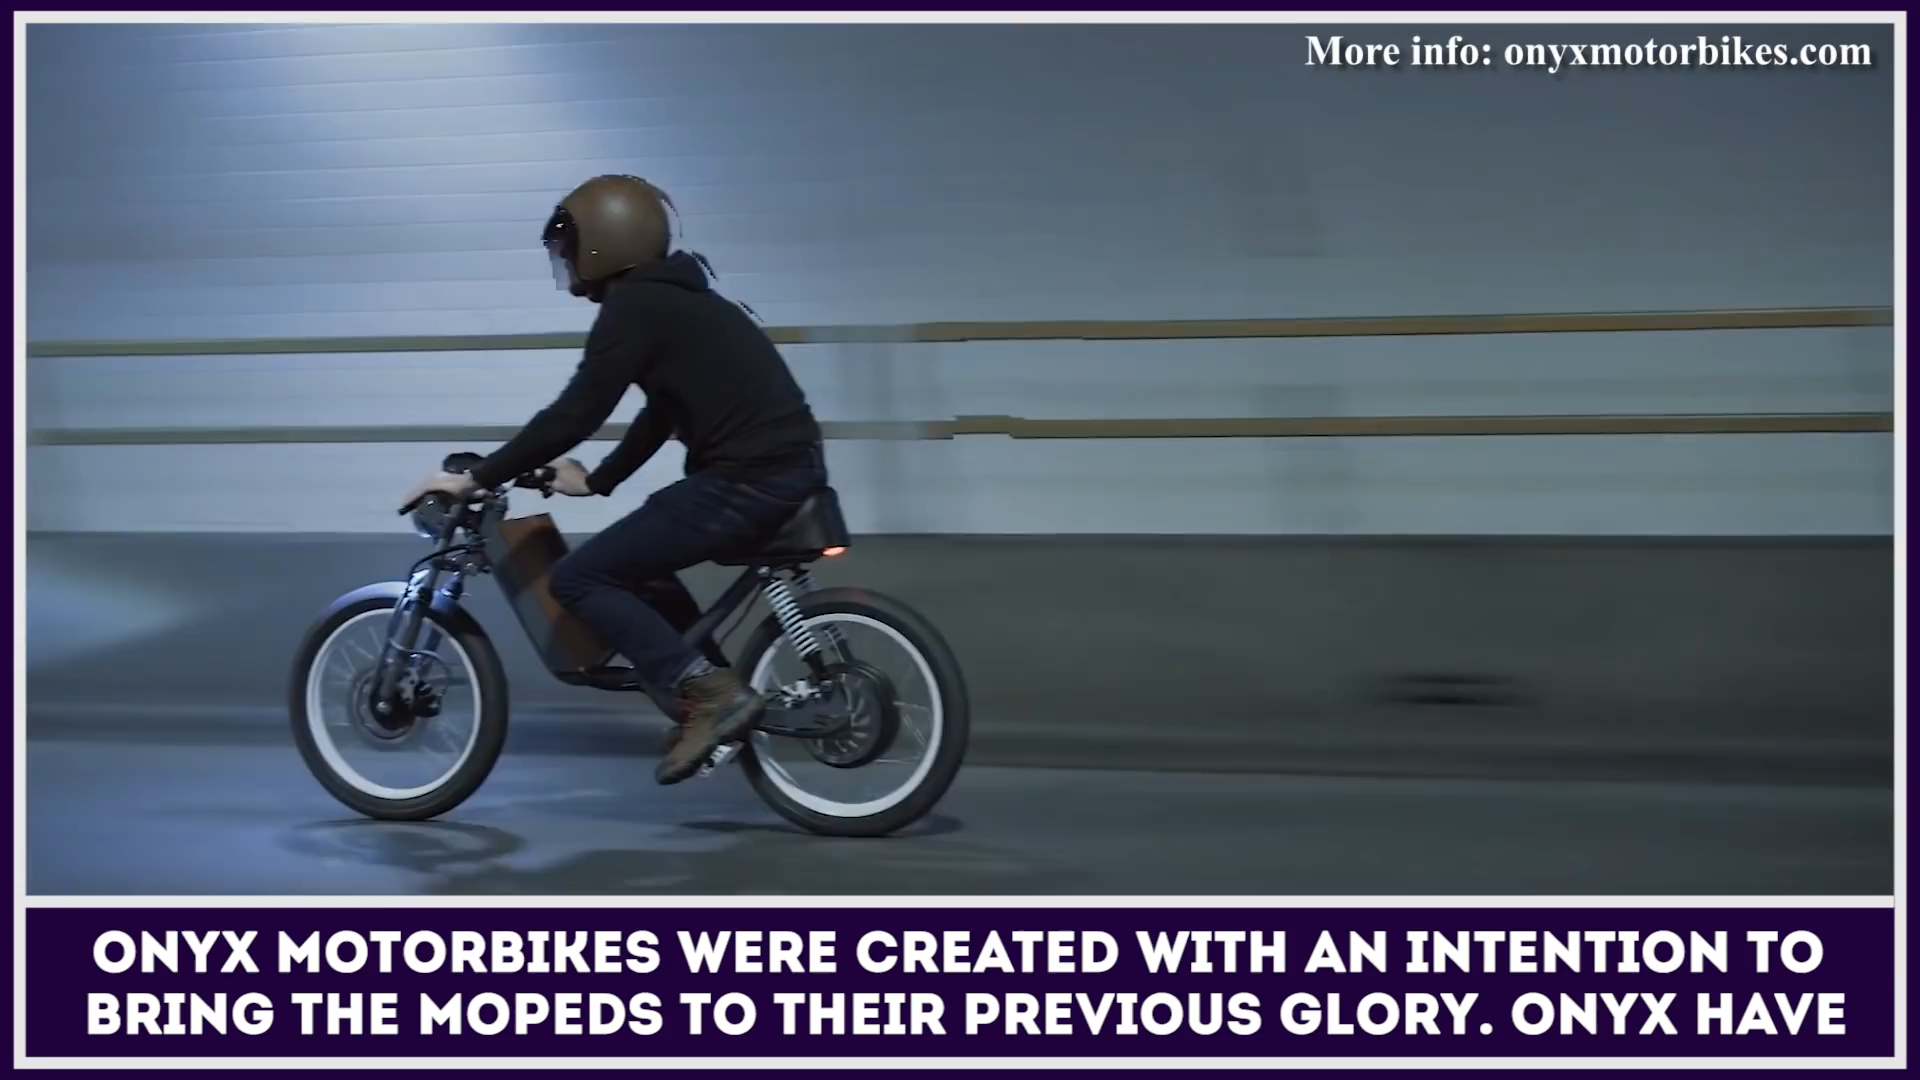 More info: onyxmotorbikes.com
ONYX MOTORBIKES WERE CREATED WITH AN INTENTION TO
BRING THE MOPEDS TO THEIR PREVIOUS GLORY. ONYX HAVE